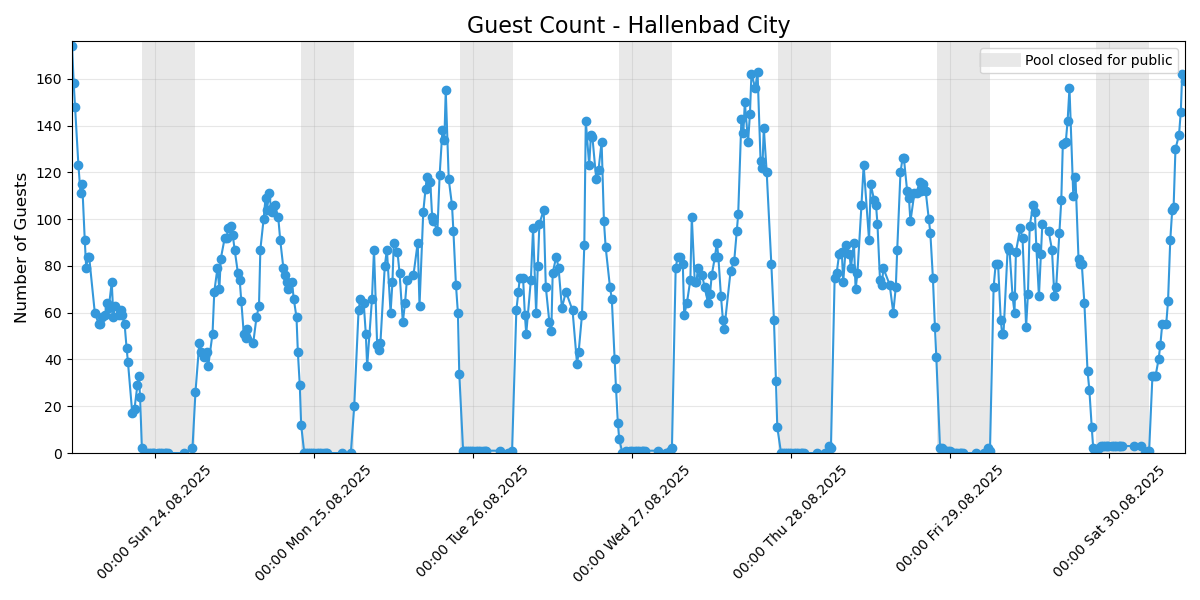 Guest Count - Hallenbad City
Pool closed for public
Number of Guests
160
140
120
100
80
60
40
20
0
00:00 Sun 24.08.2025
00:00 Mon 25.08.2025
00:00 Tue 26.08.2025
00:00 Wed 27.08.2025
00:00 Thu 28.08.2025
00:00 Fri 29.08.2025
00:00 Sat 30.08.2025